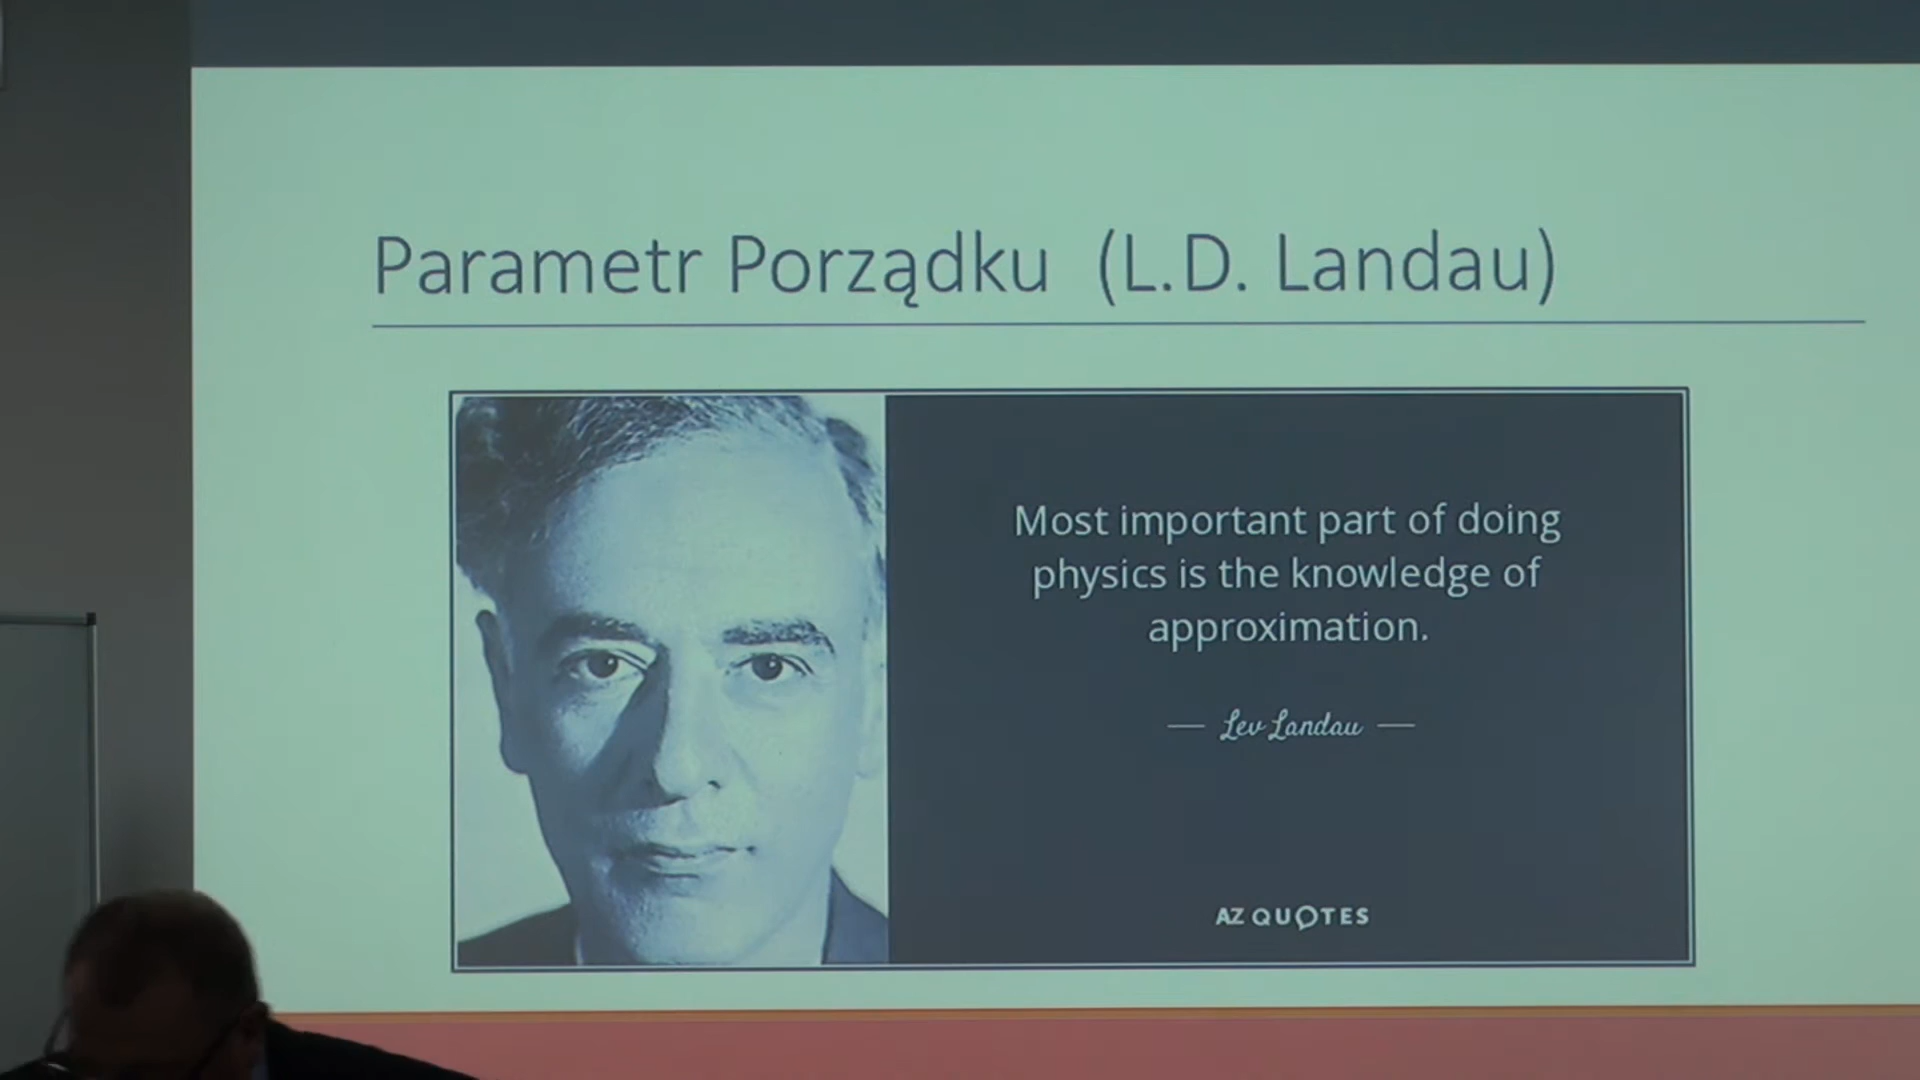 Parametr Porządku (L.D. Landau)
Most important part of doing
physics is the knowledge of
approximation.
— Lev Landau —
AZ QUOTES